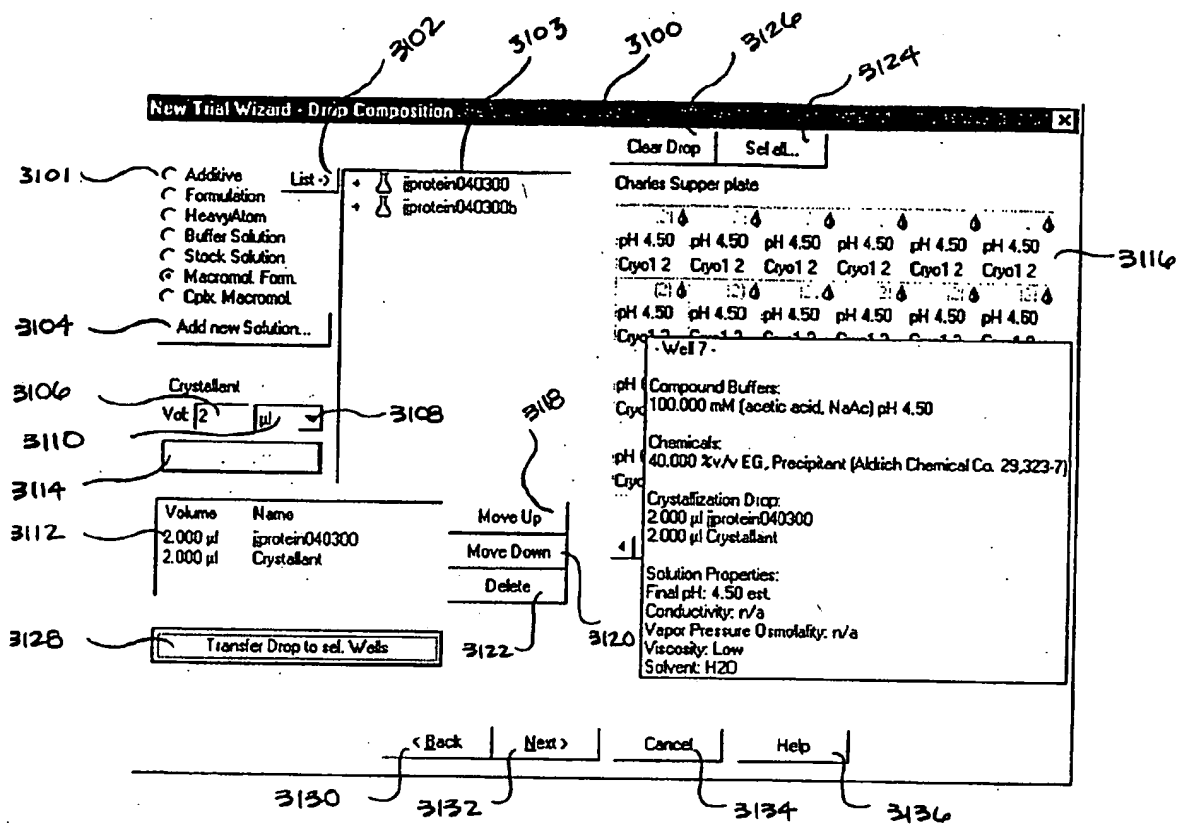 3102
3103
3100
3126
3124
New Trial Wizard - Drop Composition
Clear Drop
Sel all...
3101
Additive
Formulation
HeavyAtom
Buffer Solution
Stock Solution
Macromol. Form.
Cplx. Macromol.
List ->
jjprotein040300
jjprotein040300b
Charles Supper plate
pH 4.50 pH 4.50 pH 4.50 pH 4.50 pH 4.50 pH 4.50
Cryo1 2 Cryo1 2 Cryo1 2 Cryo1 2 Cryo1 2 Cryo1 2
3116
pH 4.50 pH 4.50 pH 4.50 pH 4.50 pH 4.50 pH 4.50
3104
Add new Solution...
3106
Crystallant
Vol: 2 µl
3108
3110
3114
3118
- Well 7 -
Compound Buffers:
100.000 mM (acetic acid, NaAc) pH 4.50
Chemicals:
40.000 %v/v EG, Precipitant (Aldrich Chemical Co. 29,323-7)
Crystallization Drop:
2.000 µl jjprotein040300
2.000 µl Crystallant
Solution Properties:
Final pH: 4.50 est.
Conductivity: n/a
Vapor Pressure Osmolality: n/a
Viscosity: Low
Solvent: H2O
3112
Volume Name
2.000 µl jjprotein040300
2.000 µl Crystallant
Move Up
Move Down
Delete
3120
3122
3128
Transfer Drop to sel. Wells
< Back
Next >
Cancel
Help
3130
3132
3134
3136